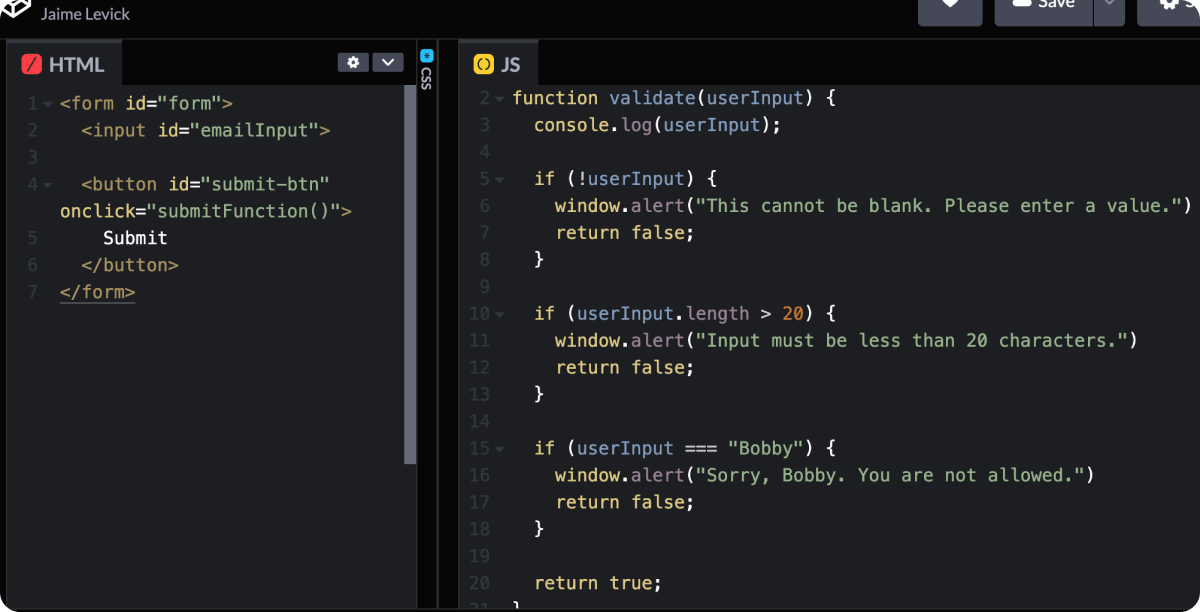 Jaime Levick
Save
HTML
CSS
JS
1 <form id="form">
2 <input id="emailInput">
3
4 <button id="submit-btn"
onclick="submitFunction()">
5 Submit
6 </button>
7 </form>
2 function validate(userInput) {
3 console.log(userInput);
4
5 if (!userInput) {
6 window.alert("This cannot be blank. Please enter a value.")
7 return false;
8 }
9
10 if (userInput.length > 20) {
11 window.alert("Input must be less than 20 characters.")
12 return false;
13 }
14
15 if (userInput === "Bobby") {
16 window.alert("Sorry, Bobby. You are not allowed.")
17 return false;
18 }
19
20 return true;
21 }